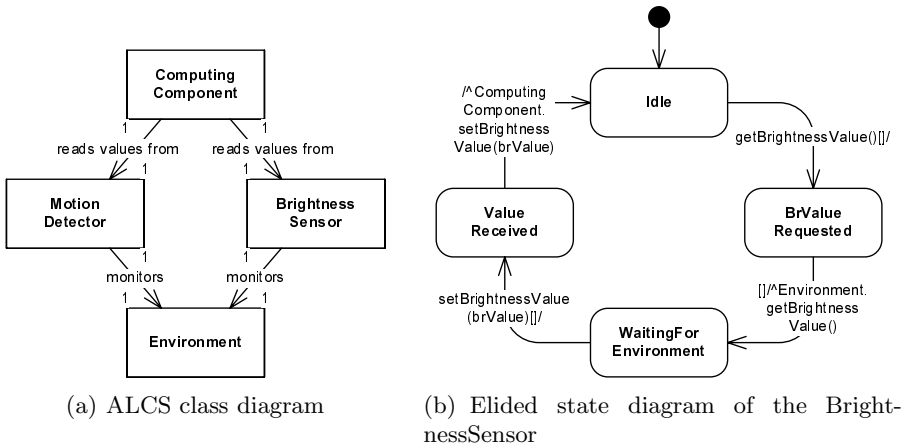 Computing
Component
1
1
reads values from
reads values from
1
1
Motion
Detector
Brightness
Sensor
1
1
monitors
monitors
1
1
Environment
(a) ALCS class diagram
Idle
/^Computing
Component.
setBrightness
Value(brValue)
getBrightnessValue()[]/
Value
Received
BrValue
Requested
setBrightnessValue
(brValue)[]/
[]/^Environment.
getBrightness
Value()
WaitingFor
Environment
(b) Elided state diagram of the Bright-
nessSensor